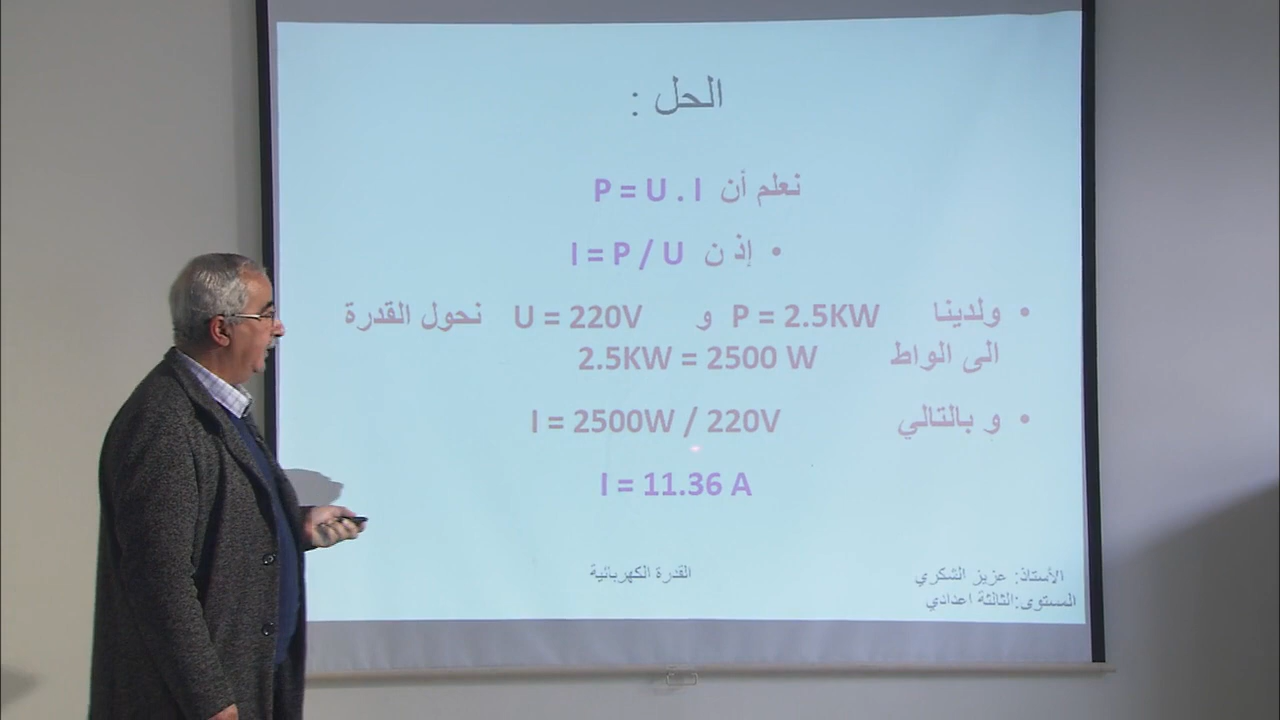 الحل :
نعلم أن P = U . I
• إذ ن I = P / U
• ولدينا P = 2.5KW و U = 220V نحول القدرة
الى الواط 2.5KW = 2500 W
• و بالتالي I = 2500W / 220V
I = 11.36 A
القدرة الكهربائية
الأستاذ: عزيز الشكري
المستوى:الثالثة اعدادي